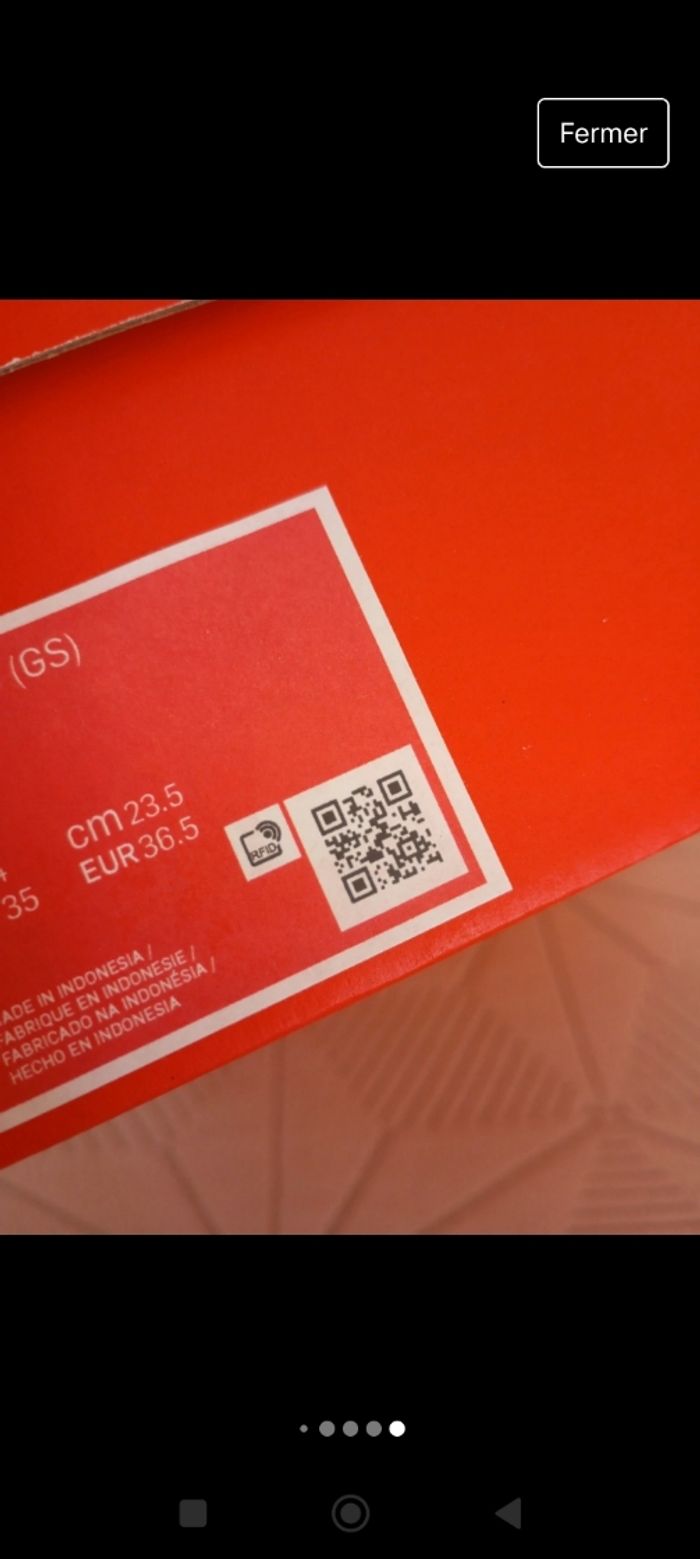 Fermer
(GS)
cm 23.5
EUR 36.5
35
RFID
MADE IN INDONESIA /
FABRIQUE EN INDONESIE /
FABRICADO NA INDONÉSIA /
HECHO EN INDONESIA